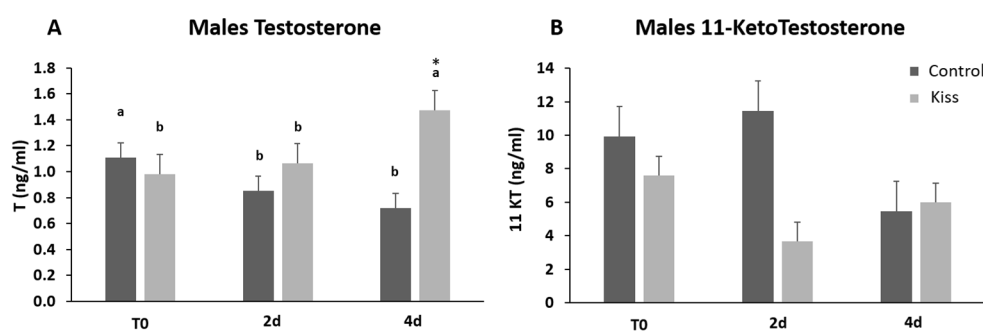 A Males Testosterone
T (ng/ml)
1.8
1.6
1.4
1.2
1.0
0.8
0.6
0.4
0.2
0.0
a
b
b
b
b
*
a
T0 2d 4d
B Males 11-KetoTestosterone
11 KT (ng/ml)
14
12
10
8
6
4
2
0
Control
Kiss
T0 2d 4d